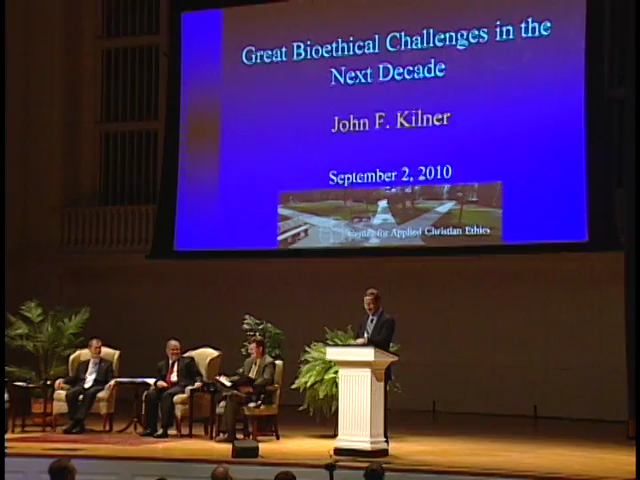 Great Bioethical Challenges in the
Next Decade
John F. Kilner
September 2, 2010
Center for Applied Christian Ethics